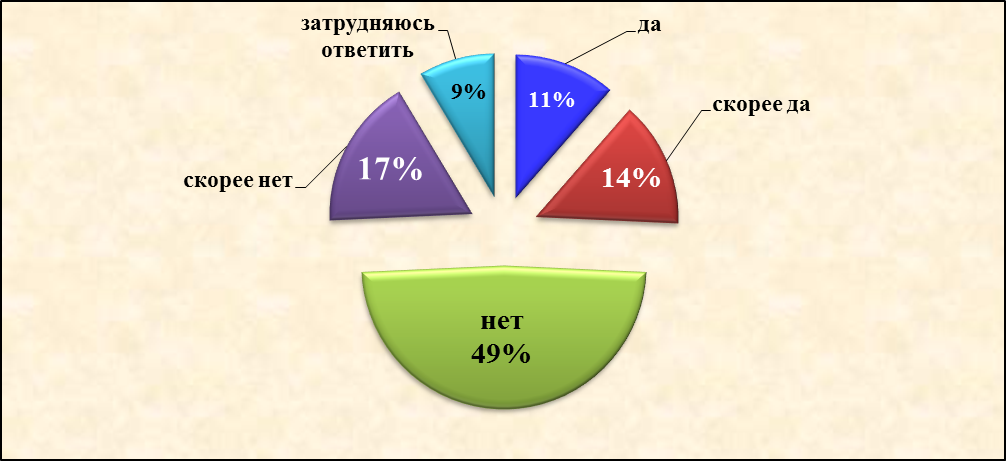 затрудняюсь
ответить
9%
да
11%
скорее да
14%
скорее нет
17%
нет
49%